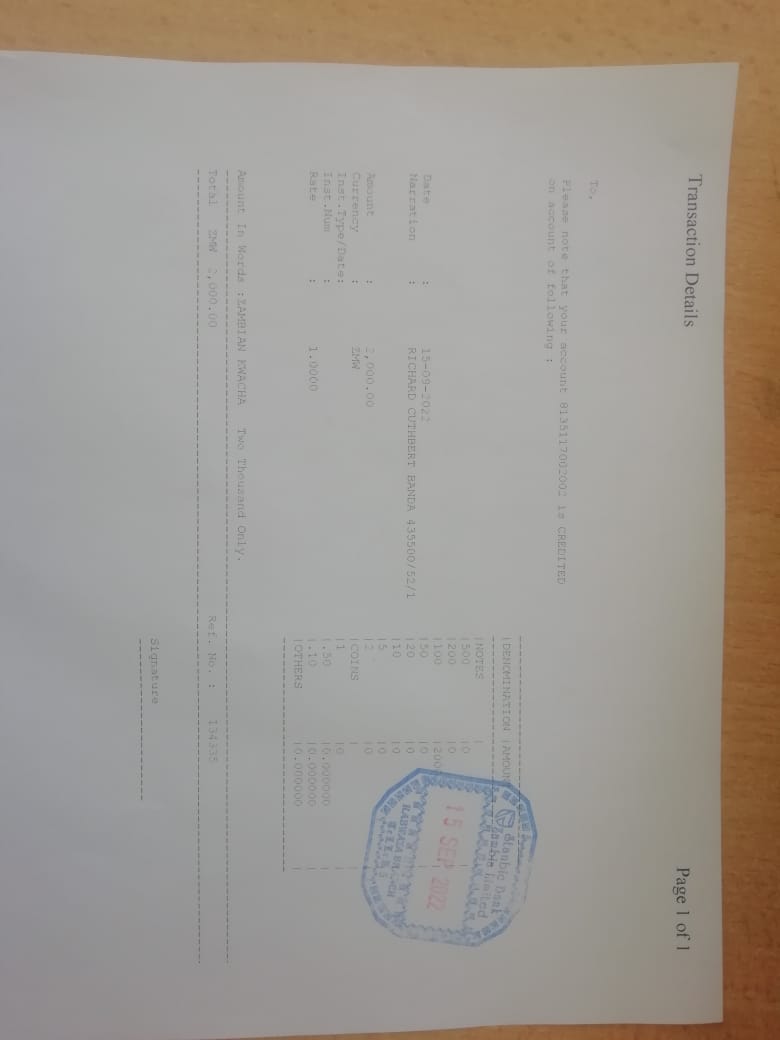 Transaction Details
Page 1 of 1
To,
Please note that your account 8135117002002 is CREDITED
on account of following :
|DENOMINATION |AMOUN
|NOTES |
|500 |0
|200 |0
|100 |200
|50 |0
|20 |0
|10 |0
|5 |0
|2 |0
|COINS |
|1 |0
|.50 |0.000000 |
|.10 |0.000000 |
|OTHERS |0.000000 |
Date : 15-09-2022
Narration : RICHARD CUTHBERT BANDA 435500/52/1
Amount : 2,000.00
Currency : ZMW
Inst.Type/Date:
Inst.Num :
Rate : 1.0000
Amount In Words :ZAMBIAN KWACHA Two Thousand Only.
Total ZMW 2,000.00 Ref. No. : 134335
Signature
Stanbic Bank
Zambia Limited
15 SEP 2022
BRANCH